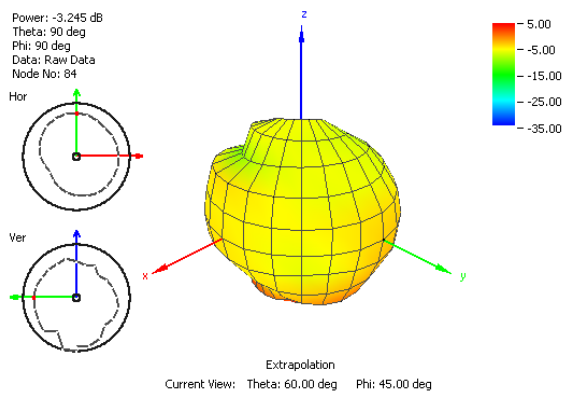 Power: -3.245 dB
Theta: 90 deg
Phi: 90 deg
Data: Raw Data
Node No: 84
Hor
Ver
z
x
y
5.00
-5.00
-15.00
-25.00
-35.00
Extrapolation
Current View: Theta: 60.00 deg Phi: 45.00 deg